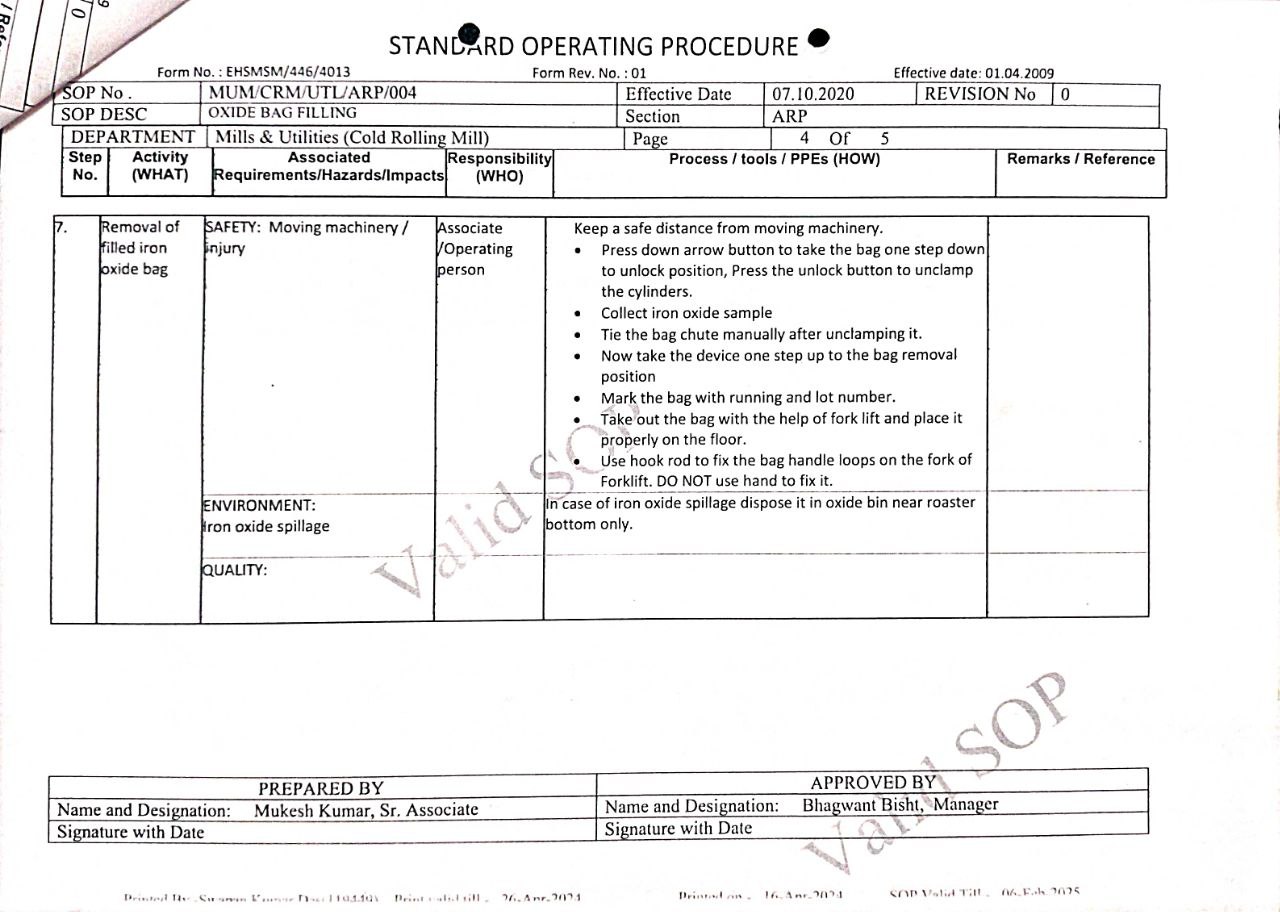 STANDARD OPERATING PROCEDURE
Form No. : EHSMSM/446/4013 Form Rev. No. : 01 Effective date: 01.04.2009
SOP No . MUM/CRM/UTL/ARP/004 Effective Date 07.10.2020 REVISION No 0
SOP DESC OXIDE BAG FILLING Section ARP
DEPARTMENT Mills & Utilities (Cold Rolling Mill) Page 4 Of 5
Step No. Activity (WHAT) Associated Requirements/Hazards/Impacts Responsibility (WHO) Process / tools / PPEs (HOW) Remarks / Reference
7. Removal of
filled iron
oxide bag
SAFETY: Moving machinery /
injury
Associate
/Operating
person
Keep a safe distance from moving machinery.
• Press down arrow button to take the bag one step down
to unlock position, Press the unlock button to unclamp
the cylinders.
• Collect iron oxide sample
• Tie the bag chute manually after unclamping it.
• Now take the device one step up to the bag removal
position
• Mark the bag with running and lot number.
• Take out the bag with the help of fork lift and place it
properly on the floor.
• Use hook rod to fix the bag handle loops on the fork of
Forklift. DO NOT use hand to fix it.
ENVIRONMENT:
Iron oxide spillage
In case of iron oxide spillage dispose it in oxide bin near roaster
bottom only.
QUALITY:
Valid SOP
Valid SOP
PREPARED BY APPROVED BY
Name and Designation: Mukesh Kumar, Sr. Associate Name and Designation: Bhagwant Bisht, Manager
Signature with Date Signature with Date
Printed By: Kumar Print valid till : 26-Apr-2024 Printed on : 16-Apr-2024 SOP Valid Till : 06-Feb-2025